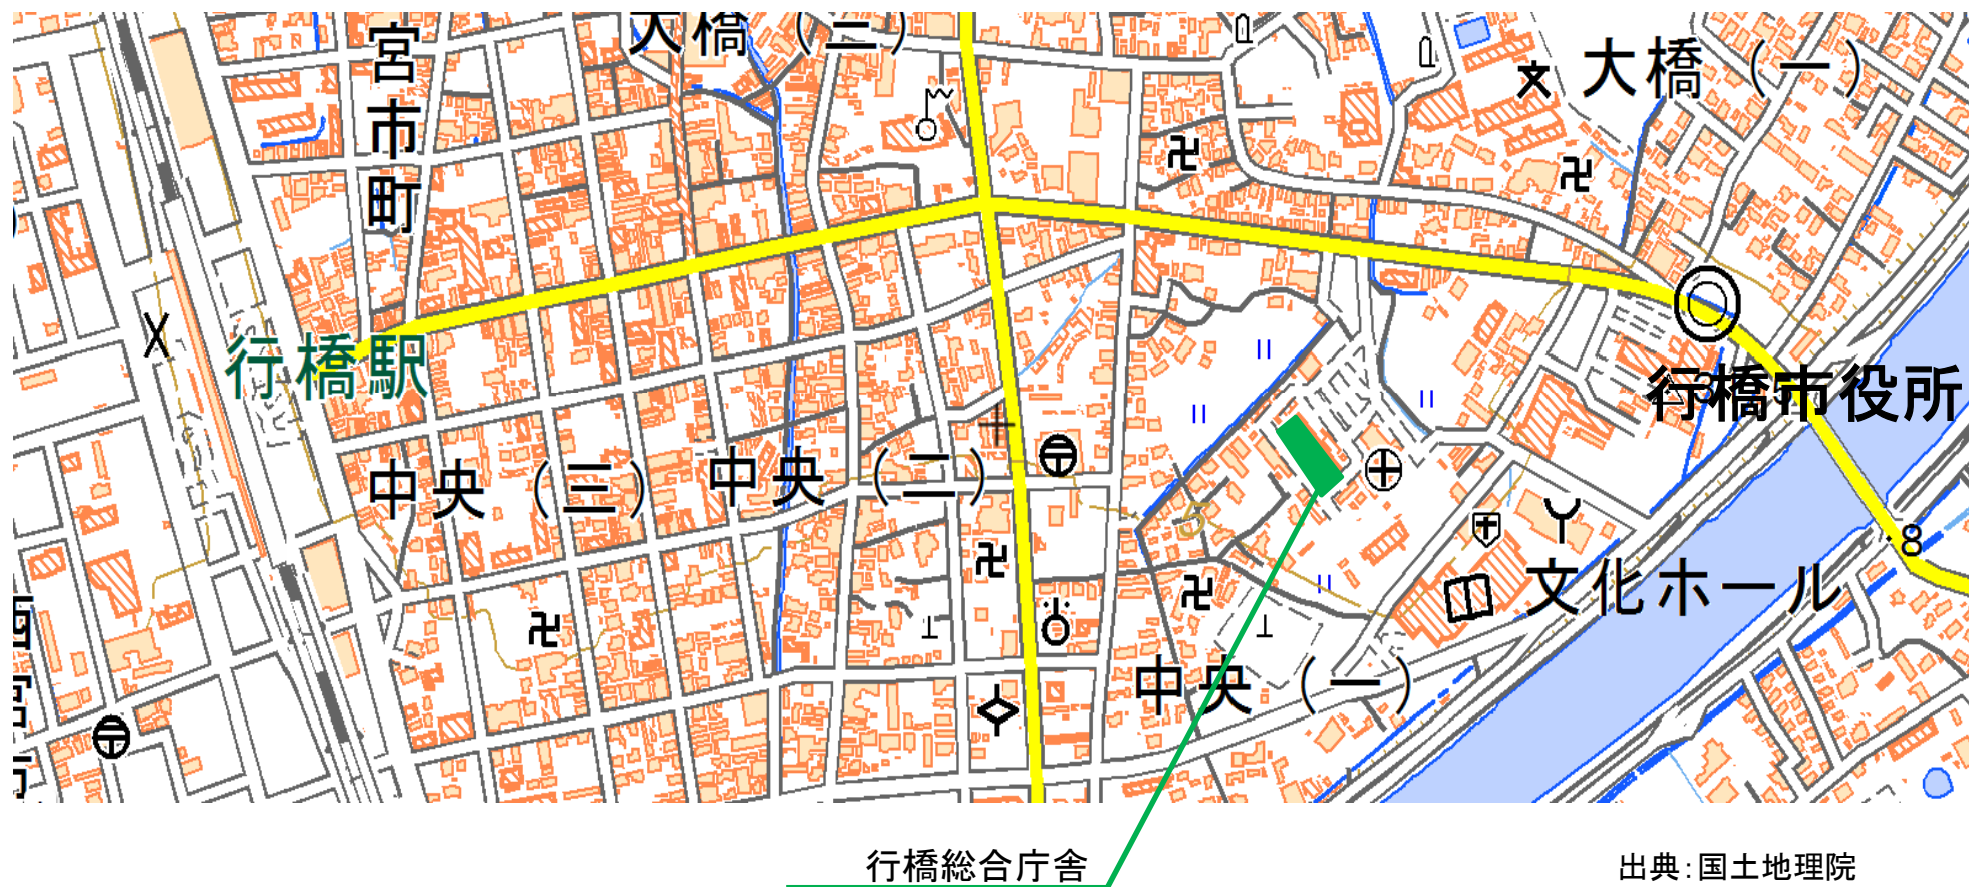 大橋（二）
宮市町
大橋（一）
行橋駅
行橋市役所
中央（三）
中央（二）
5
8
文化ホール
中央（一）
行橋総合庁舎
出典：国土地理院